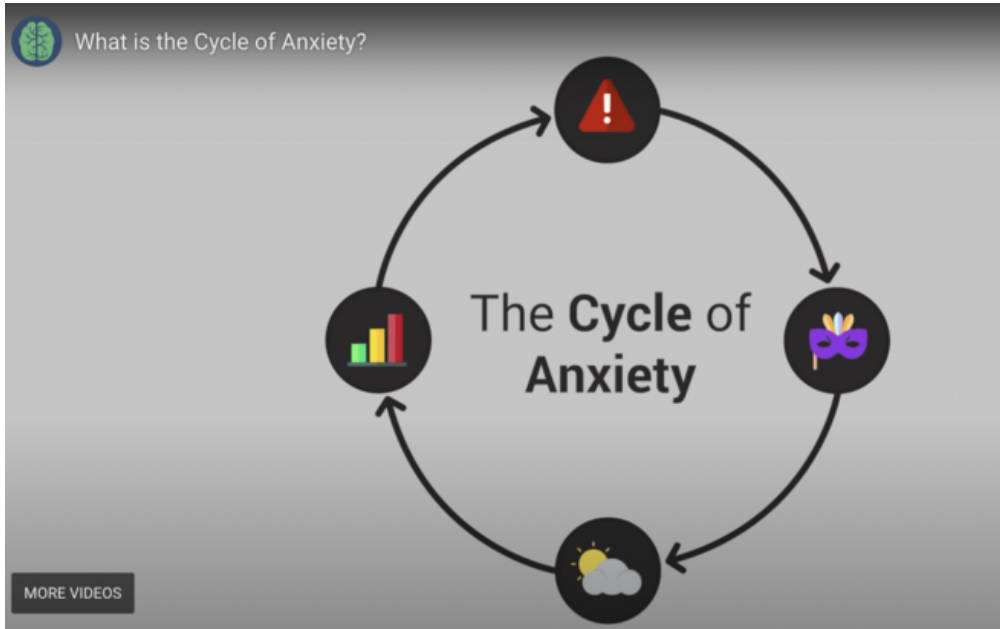 What is the Cycle of Anxiety?
The Cycle of
Anxiety
MORE VIDEOS